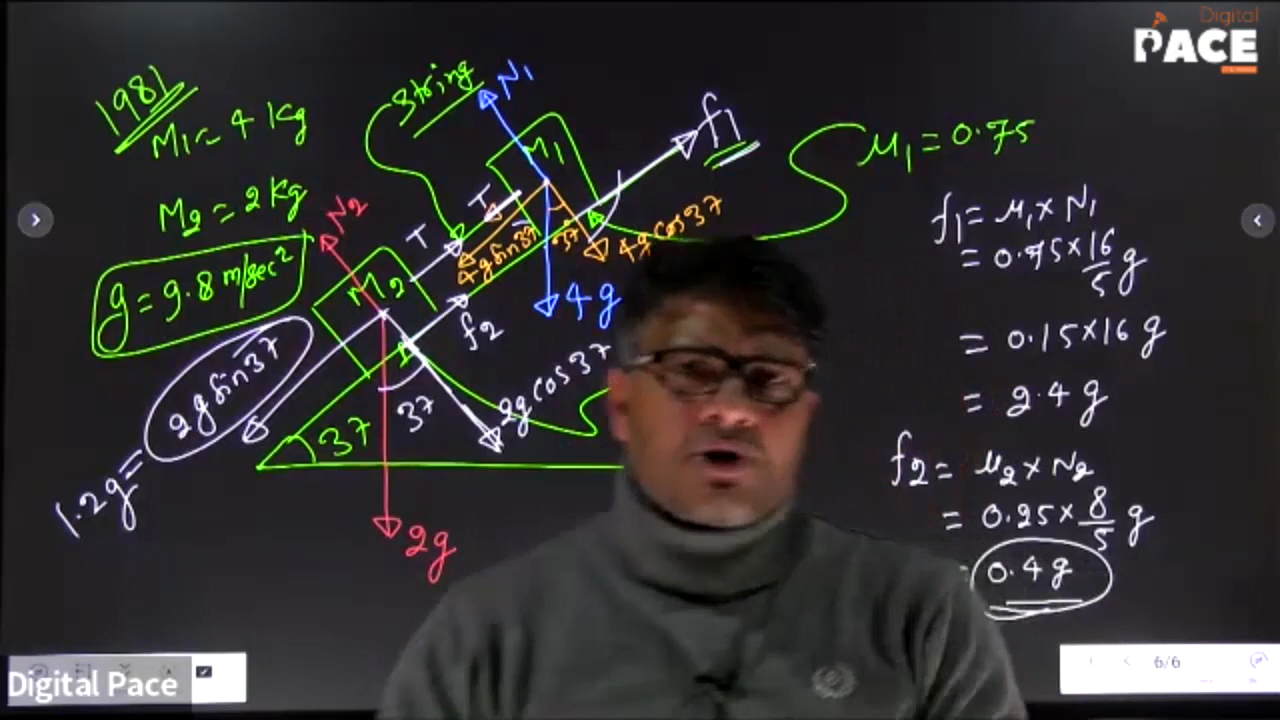 Digital
PACE
1981
M1 = 4 Kg
M2 = 2 Kg
g = 9.8 m/sec²
String
N1
M1
f1
μ1 = 0.75
T
T
4g sin37
37
4g cos37
4g
N2
M2
f2
2g sin37
1.2g =
37
37
2g cos37
2g
f1 = μ1 × N1
= 0.75 × 16/5 g
= 0.15×16 g
= 2.4 g
f2 = μ2 × N2
= 0.25 × 8/5 g
= 0.4 g
6/6
Digital Pace